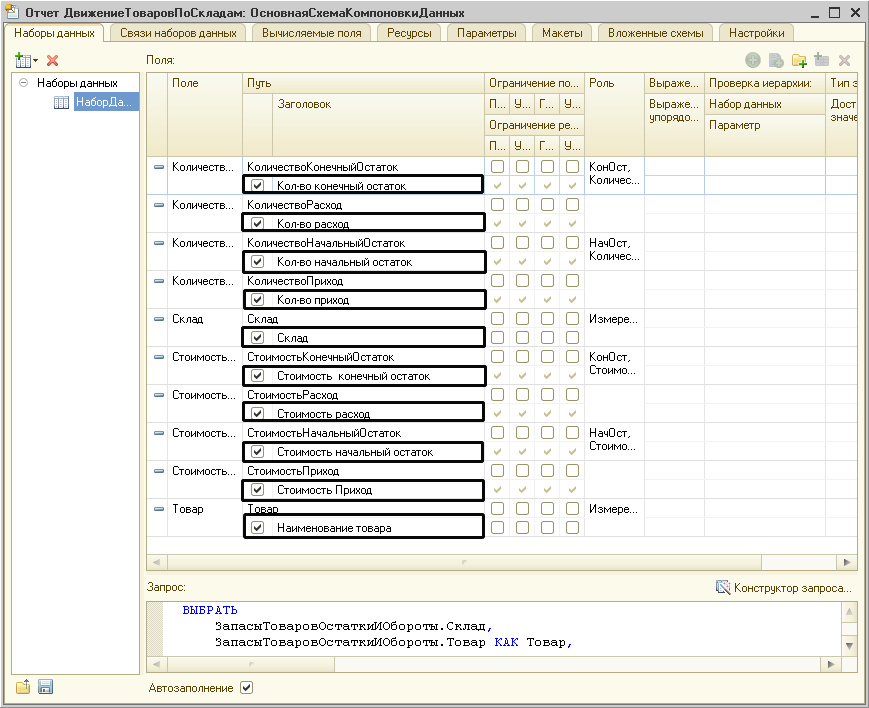 Отчет ДвижениеТоваровПоСкладам: ОсновнаяСхемаКомпоновкиДанных
Наборы данных Связи наборов данных Вычисляемые поля Ресурсы Параметры Макеты Вложенные схемы Настройки
Поля:
Наборы данных
НаборДа...
Поле Путь Ограничение по... Роль Выраже... Проверка иерархии: Тип з
Заголовок П... У... Г... У... Выраже... упорядо... Набор данных Дост значе
Ограничение ре... Параметр
П... У... Г... У...
Количеств... КоличествоКонечныйОстаток КонОст,
Кол-во конечный остаток Количес...
Количеств... КоличествоРасход
Кол-во расход
Количеств... КоличествоНачальныйОстаток НачОст,
Кол-во начальный остаток Количес...
Количеств... КоличествоПриход
Кол-во приход
Склад Склад Измере...
Склад
Стоимость... СтоимостьКонечныйОстаток КонОст,
Стоимость конечный остаток Стоимо...
Стоимость... СтоимостьРасход
Стоимость расход
Стоимость... СтоимостьНачальныйОстаток НачОст,
Стоимость начальный остаток Стоимо...
Стоимость... СтоимостьПриход
Стоимость Приход
Товар Товар Измере...
Наименование товара
Запрос: Конструктор запроса...
ВЫБРАТЬ
ЗапасыТоваровОстаткиИОбороты.Склад,
ЗапасыТоваровОстаткиИОбороты.Товар КАК Товар,
Автозаполнение